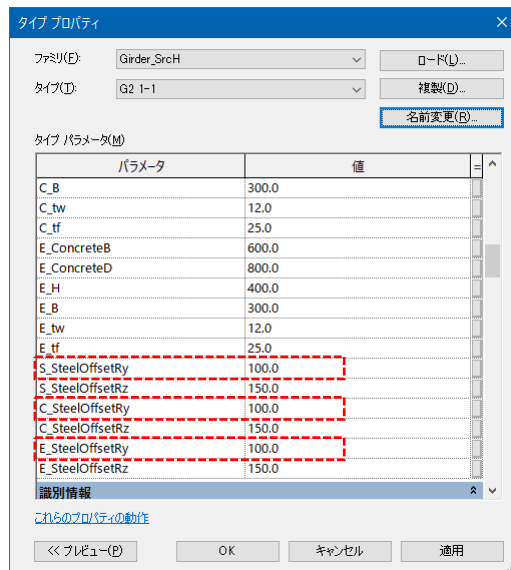 タイプ プロパティ
ファミリ(F): Girder_SrcH ロード(L)...
タイプ(T): G2 1-1 複製(D)...
名前変更(R)...
タイプ パラメータ(M)
パラメータ 値 =
C_B 300.0
C_tw 12.0
C_tf 25.0
E_ConcreteB 600.0
E_ConcreteD 800.0
E_H 400.0
E_B 300.0
E_tw 12.0
E_tf 25.0
S_SteelOffsetRy 100.0
S_SteelOffsetRz 150.0
C_SteelOffsetRy 100.0
C_SteelOffsetRz 150.0
E_SteelOffsetRy 100.0
E_SteelOffsetRz 150.0
識別情報
これらのプロパティの動作
<< プレビュー(P) OK キャンセル 適用